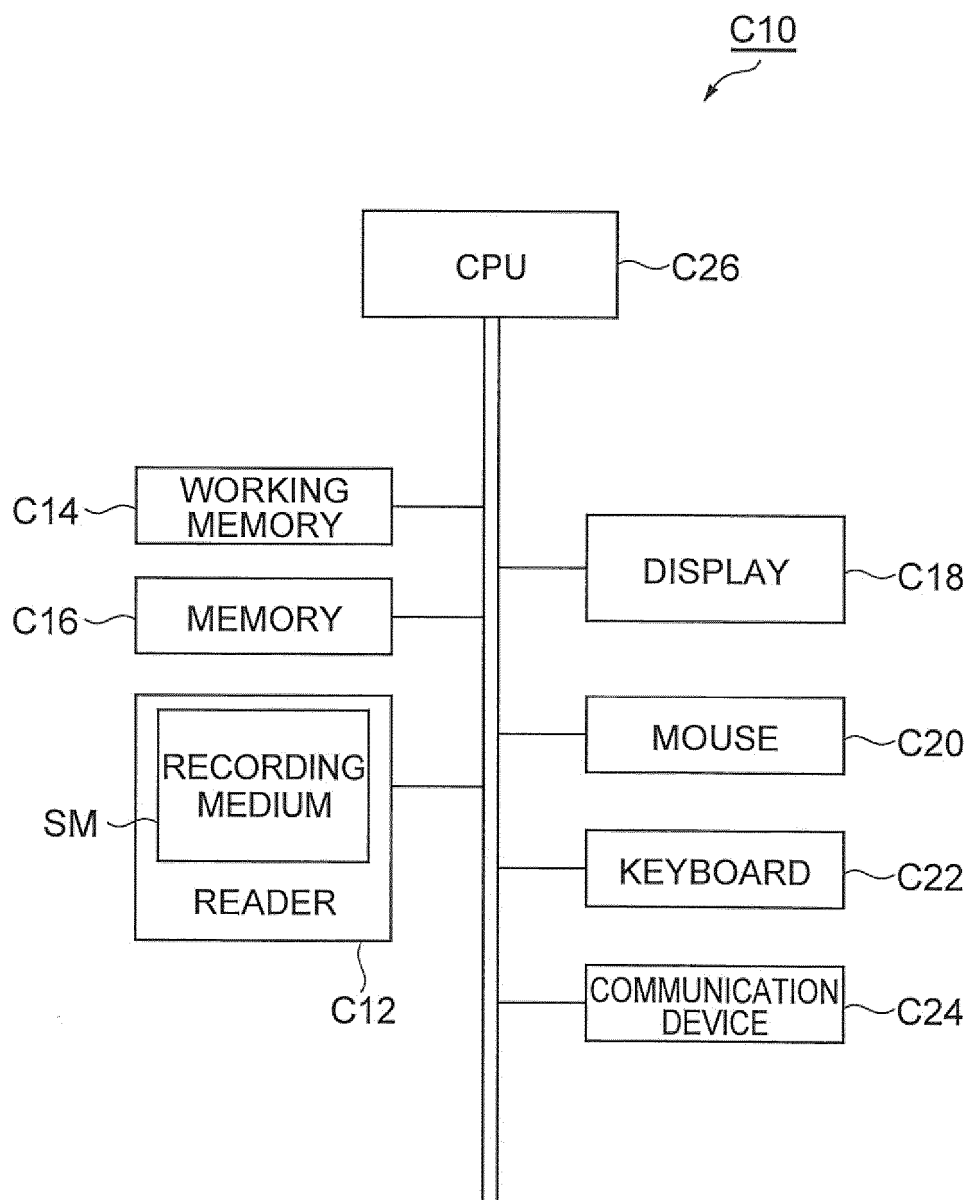 C10
CPU
C26
WORKING
MEMORY
C14
DISPLAY
C18
MEMORY
C16
RECORDING
MEDIUM
SM
READER
C12
MOUSE
C20
KEYBOARD
C22
COMMUNICATION
DEVICE
C24